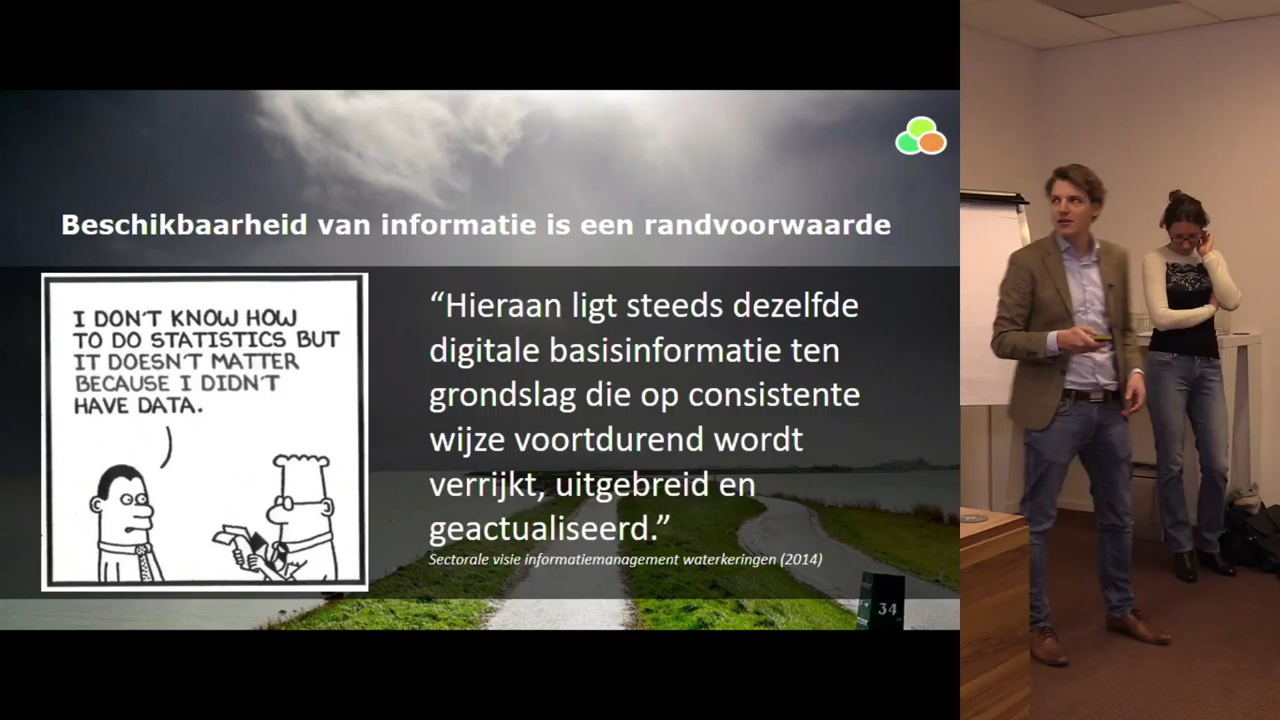 Beschikbaarheid van informatie is een randvoorwaarde
I DON'T KNOW HOW
TO DO STATISTICS BUT
IT DOESN'T MATTER
BECAUSE I DIDN'T
HAVE DATA.
“Hieraan ligt steeds dezelfde
digitale basisinformatie ten
grondslag die op consistente
wijze voortdurend wordt
verrijkt, uitgebreid en
geactualiseerd.”
Sectorale visie informatiemanagement waterkeringen (2014)
34